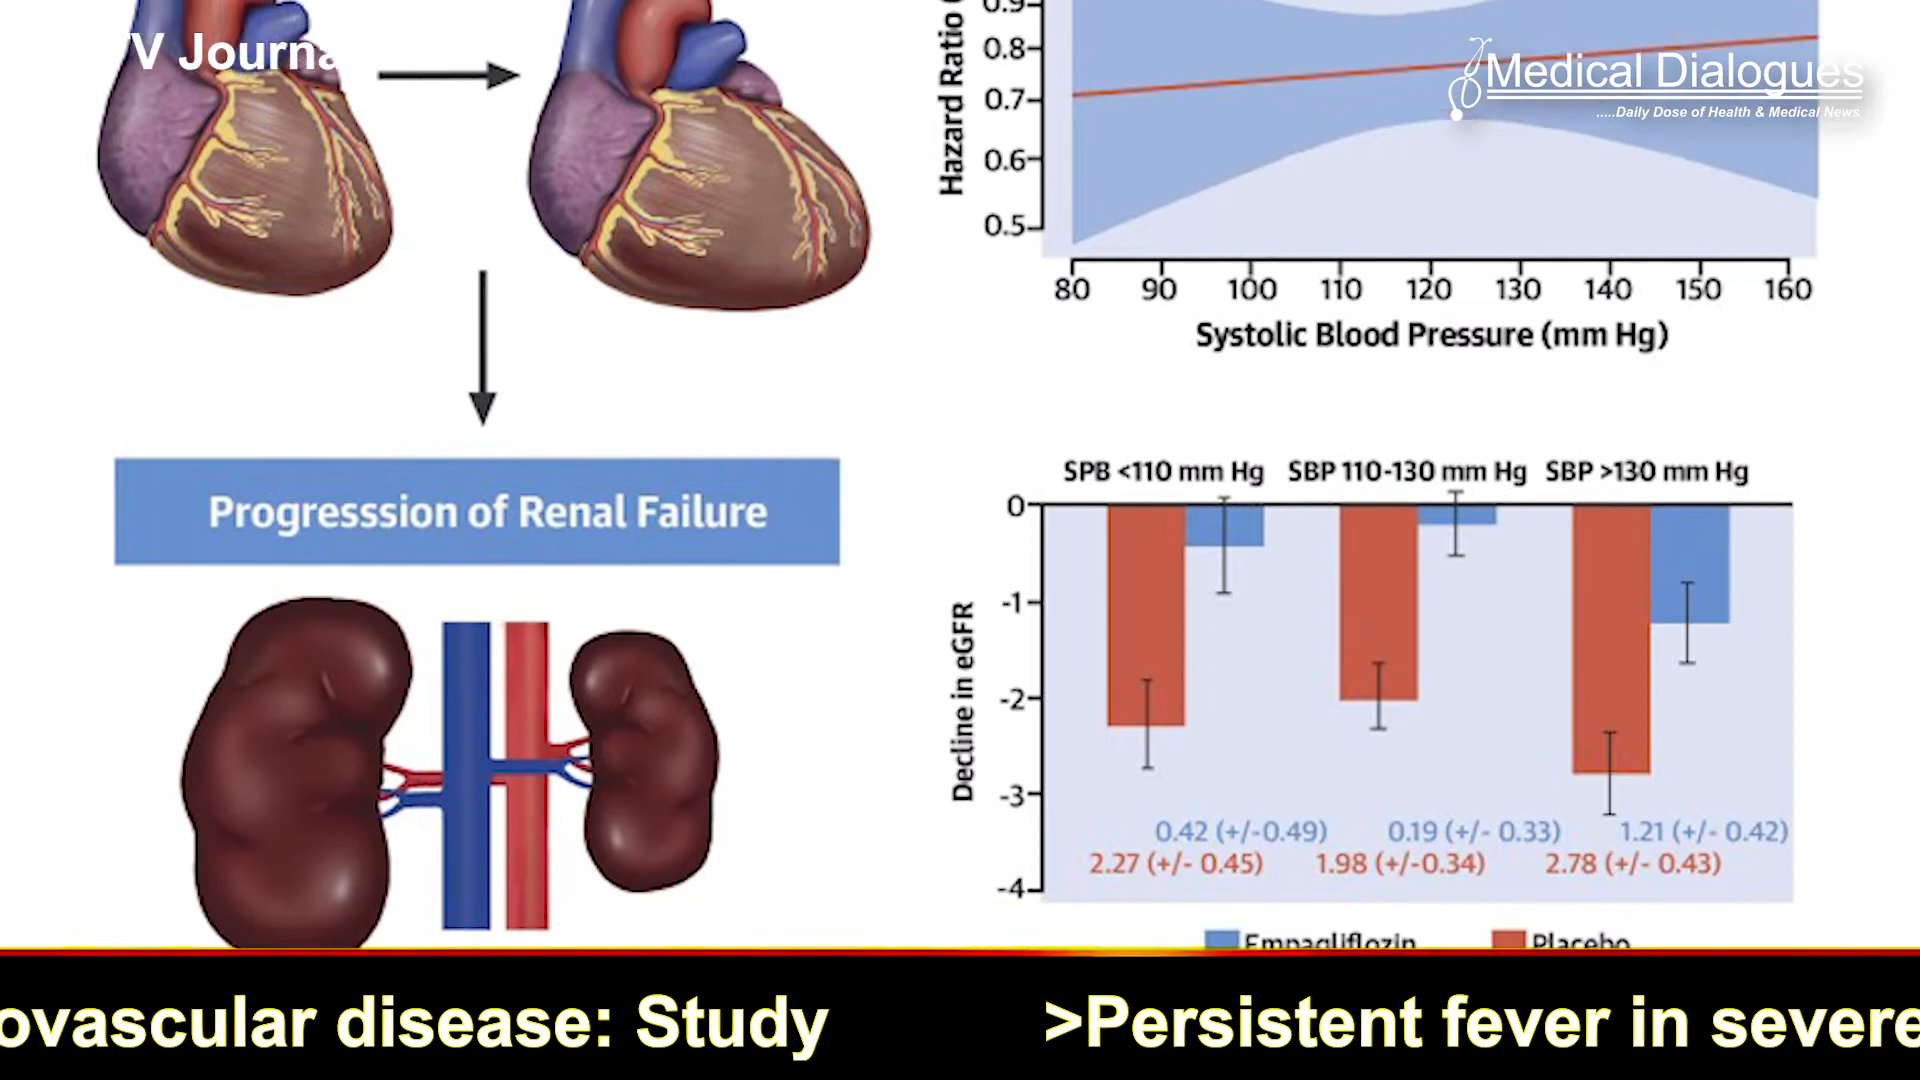 V Journa
Medical Dialogues
.....Daily Dose of Health & Medical News
Hazard Ratio
0.9
0.8
0.7
0.6
0.5
80 90 100 110 120 130 140 150 160
Systolic Blood Pressure (mm Hg)
Progresssion of Renal Failure
SPB <110 mm Hg SBP 110-130 mm Hg SBP >130 mm Hg
Decline in eGFR
0
-1
-2
-3
-4
0.42 (+/-0.49) 0.19 (+/- 0.33) 1.21 (+/- 0.42)
2.27 (+/- 0.45) 1.98 (+/-0.34) 2.78 (+/- 0.43)
Empagliflozin Placebo
ovascular disease: Study >Persistent fever in severe